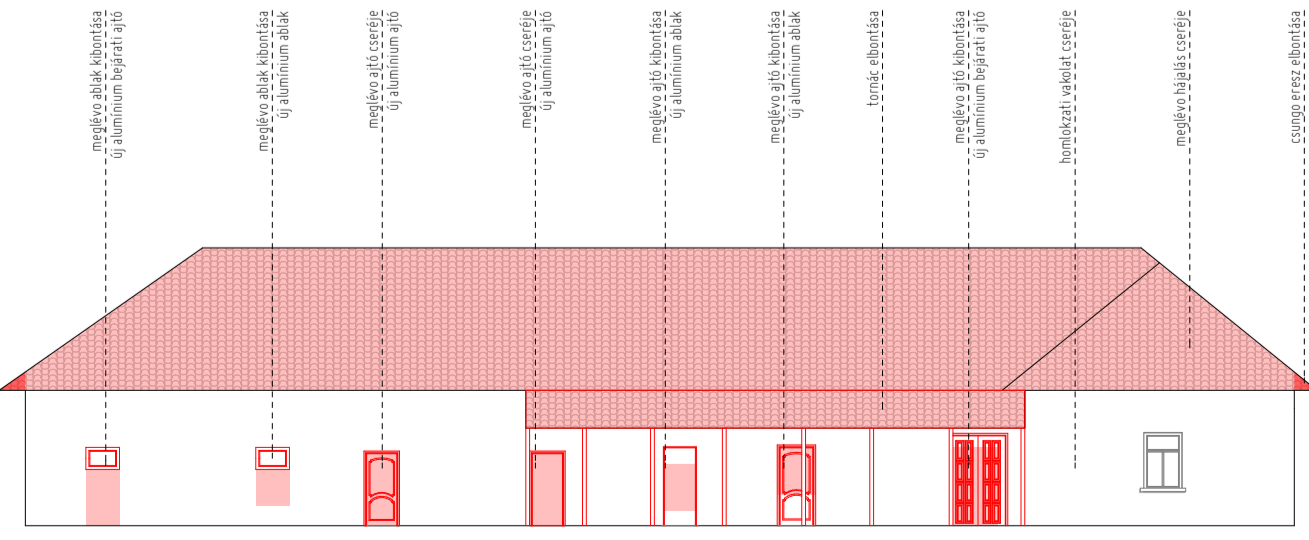 meglévo ablak kibontása
új alumínium bejárati ajtó
meglévo ablak kibontása
új alumínium ablak
meglévo ajtó cseréje
új alumínium ajtó
meglévo ajtó cseréje
új alumínium ajtó
meglévo ajtó kibontása
új alumínium ablak
meglévo ajtó kibontása
új alumínium ablak
tornác elbontása
meglévo ajtó kibontása
új alumínium bejárati ajtó
homlokzati vakolat cseréje
meglévo hájalás cseréje
csungo eresz elbontása